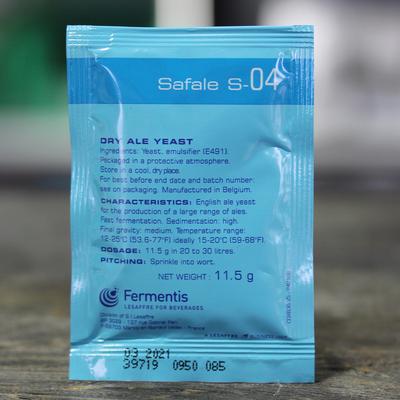 Safale S-04
DRY ALE YEAST
Ingredients: Yeast, emulsifier (E491).
Packaged in a protective atmosphere.
Store in a cool, dry place.
For best before end date and batch number:
see on packaging. Manufactured in Belgium.
CHARACTERISTICS: English ale yeast
for the production of a large range of ales.
Fast fermentation. Sedimentation: high.
Final gravity: medium. Temperature range:
12-25°C (53.6-77°F) ideally 15-20°C (59-68°F).
DOSAGE: 11.5 g in 20 to 30 liters.
PITCHING: Sprinkle into wort.
NET WEIGHT: 11.5 g
Fermentis
LESAFFRE FOR BEVERAGES
Division of S.I. Lesaffre
03 2021
39719 0950 085